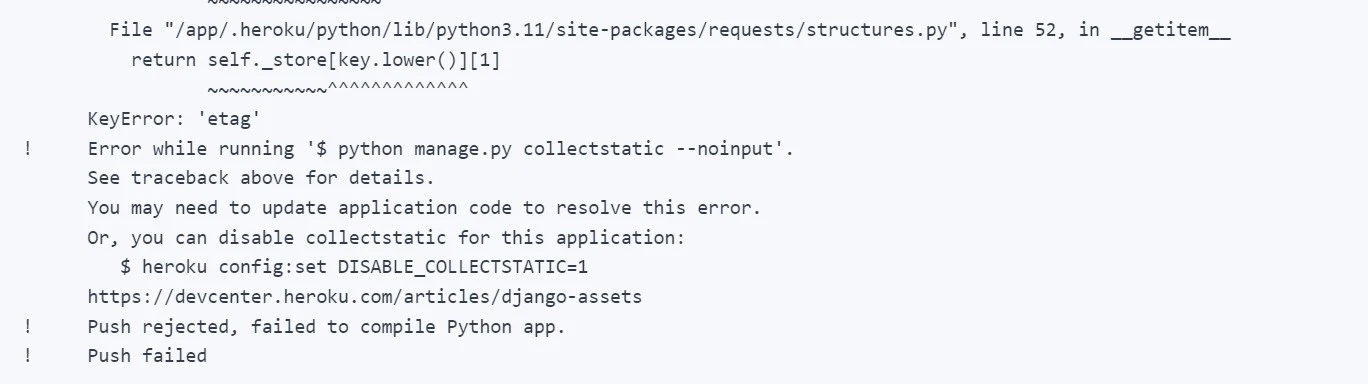 ~~~~~~~~~~~~~~~~
File "/app/.heroku/python/lib/python3.11/site-packages/requests/structures.py", line 52, in __getitem__
return self._store[key.lower()][1]
~~~~~~~~~~~^^^^^^^^^^^^^
KeyError: 'etag'
! Error while running '$ python manage.py collectstatic --noinput'.
See traceback above for details.
You may need to update application code to resolve this error.
Or, you can disable collectstatic for this application:
$ heroku config:set DISABLE_COLLECTSTATIC=1
https://devcenter.heroku.com/articles/django-assets
! Push rejected, failed to compile Python app.
! Push failed